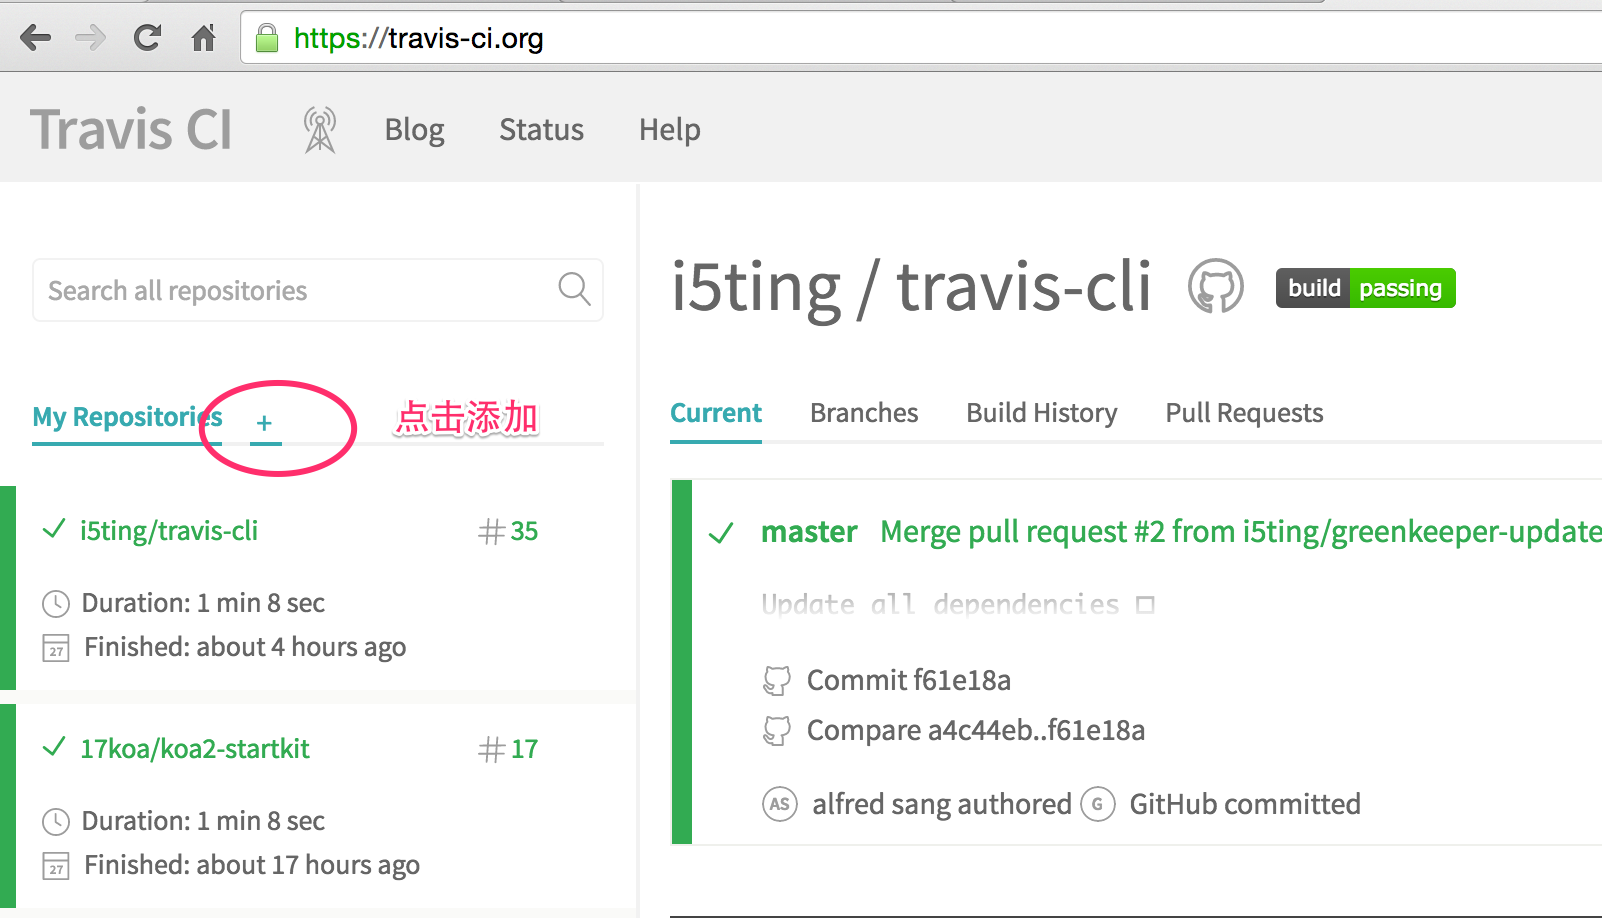 https://travis-ci.org
Travis CI Blog Status Help
Search all repositories
i5ting / travis-cli build passing
My Repositories + 点击添加
Current Branches Build History Pull Requests
i5ting/travis-cli # 35
Duration: 1 min 8 sec
27 Finished: about 4 hours ago
17koa/koa2-startkit # 17
Duration: 1 min 8 sec
27 Finished: about 17 hours ago
master Merge pull request #2 from i5ting/greenkeeper-update
Update all dependencies
Commit f61e18a
Compare a4c44eb..f61e18a
AS alfred sang authored G GitHub committed